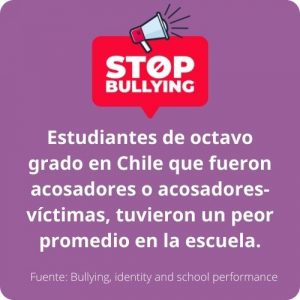 STOP
BULLYING
Estudiantes de octavo
grado en Chile que fueron
acosadores o acosadores-
víctimas, tuvieron un peor
promedio en la escuela.
Fuente: Bullying, identity and school performance